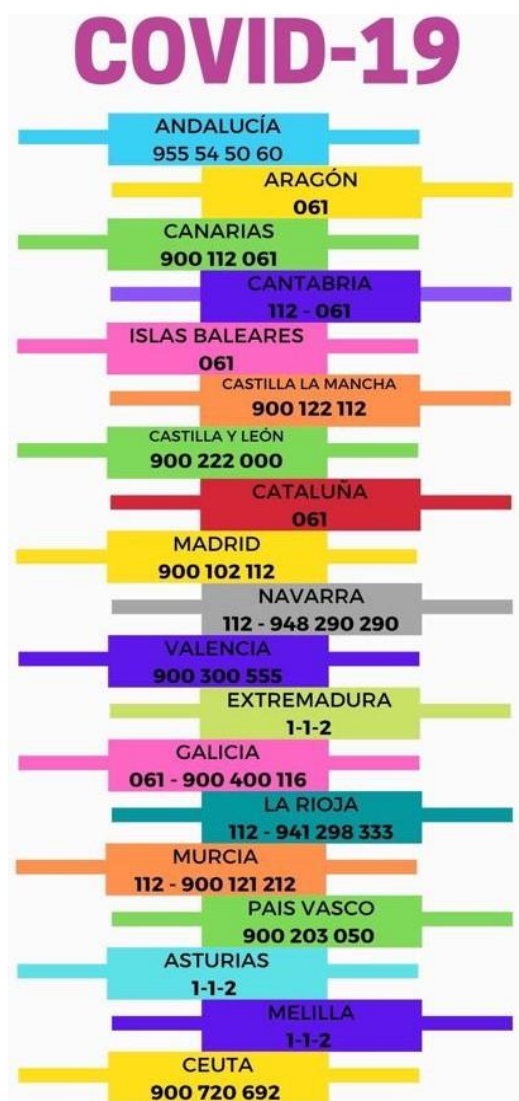 COVID-19
ANDALUCÍA
955 54 50 60
ARAGÓN
061
CANARIAS
900 112 061
CANTABRIA
112 - 061
ISLAS BALEARES
061
CASTILLA LA MANCHA
900 122 112
CASTILLA Y LEÓN
900 222 000
CATALUÑA
061
MADRID
900 102 112
NAVARRA
112 - 948 290 290
VALENCIA
900 300 555
EXTREMADURA
1-1-2
GALICIA
061 - 900 400 116
LA RIOJA
112 - 941 298 333
MURCIA
112 - 900 121 212
PAIS VASCO
900 203 050
ASTURIAS
1-1-2
MELILLA
1-1-2
CEUTA
900 720 692